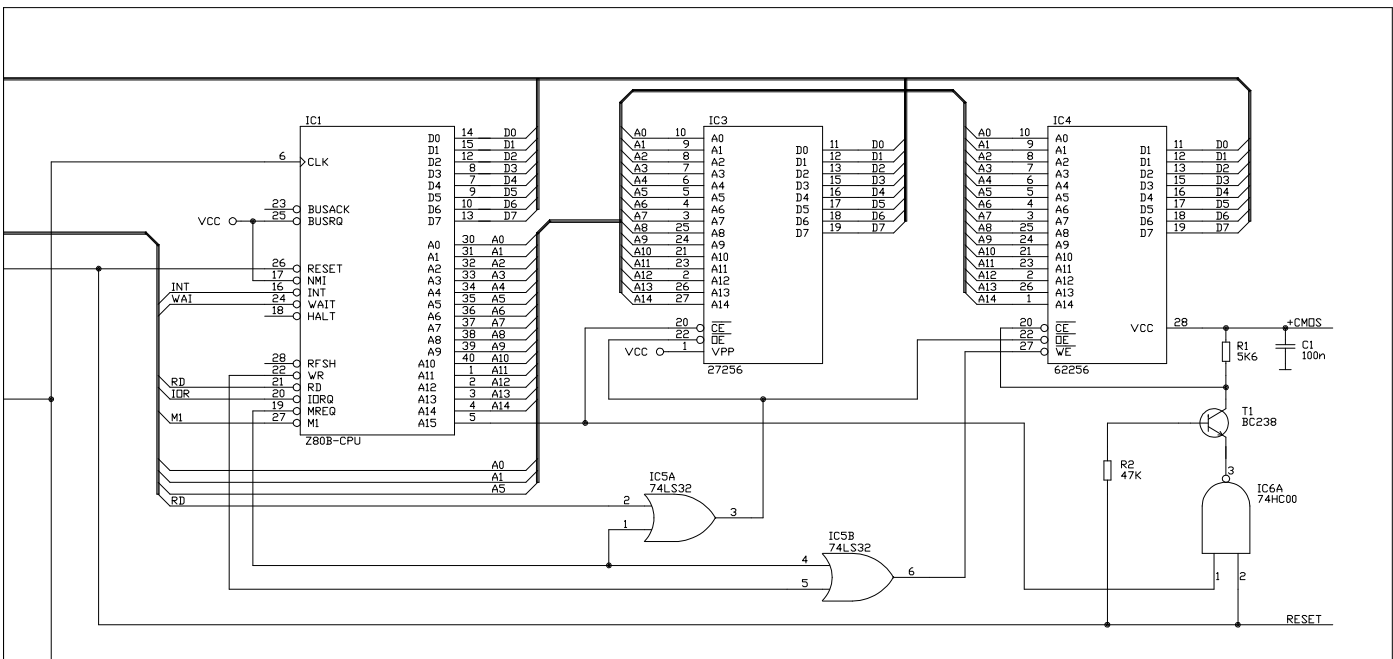 IC1
CLK
BUSACK
BUSRQ
RESET
NMI
INT
WAIT
HALT
RFSH
WR
RD
IORQ
MREQ
M1
6
23
25
26
17
16
24
18
28
22
21
20
19
27
VCC
INT
WAI
RD
IOR
M1
D0 14 D0
D1 15 D1
D2 12 D2
D3 8 D3
D4 7 D4
D5 9 D5
D6 10 D6
D7 13 D7
A0 30 A0
A1 31 A1
A2 32 A2
A3 33 A3
A4 34 A4
A5 35 A5
A6 36 A6
A7 37 A7
A8 38 A8
A9 39 A9
A10 40 A10
A11 1 A11
A12 2 A12
A13 3 A13
A14 4 A14
A15 5
Z80B-CPU
A0
A1
A5
RD
IC3
A0 10 A0
A1 9 A1
A2 8 A2
A3 7 A3
A4 6 A4
A5 5 A5
A6 4 A6
A7 3 A7
A8 25 A8
A9 24 A9
A10 21 A10
A11 23 A11
A12 2 A12
A13 26 A13
A14 27 A14
20 CE
22 OE
VCC 1 VPP
D0 11 D0
D1 12 D1
D2 13 D2
D3 15 D3
D4 16 D4
D5 17 D5
D6 18 D6
D7 19 D7
27256
IC4
A0 10 A0
A1 9 A1
A2 8 A2
A3 7 A3
A4 6 A4
A5 5 A5
A6 4 A6
A7 3 A7
A8 25 A8
A9 24 A9
A10 21 A10
A11 23 A11
A12 2 A12
A13 26 A13
A14 1 A14
20 CE
22 OE
27 WE
D1 11 D0
D1 12 D1
D2 13 D2
D3 15 D3
D4 16 D4
D5 17 D5
D6 18 D6
D7 19 D7
VCC 28
62256
+CMOS
R1
5K6
C1
100n
T1
BC238
R2
47K
3
IC6A
74HC00
1
2
IC5A
74LS32
2
1
3
IC5B
74LS32
4
5
6
RESET